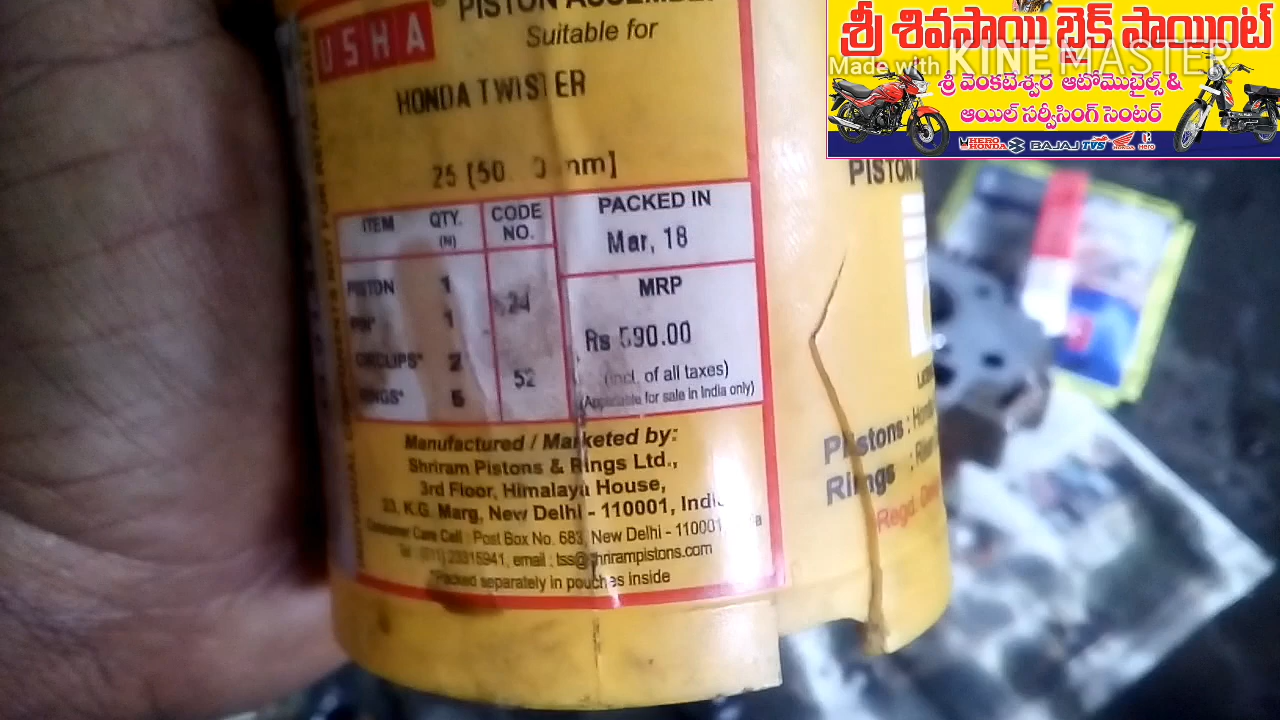 USHA® PISTON ASSEMBLY
Suitable for
HONDA TWISTER
25 [50. 0 mm]
ITEM QTY. (N) CODE NO. PACKED IN
Mar, 18
PISTON 1
PIN* 1
CIRCLIPS* 2
RINGS* 5
52
MRP
Rs 590.00
(incl. of all taxes)
(Applicable for sale in India only)
Manufactured / Marketed by:
Shriram Pistons & Rings Ltd.,
3rd Floor, Himalaya House,
23, K.G. Marg, New Delhi - 110001, India
Consumer Care Cell : Post Box No. 683, New Delhi - 110001
Tel : (011) 23315941, email : tss@shrirampistons.com
*Packed separately in pouches inside
PISTON
Pistons :
Rings :
Regd.
శ్రీ శివసాయి బైక్ పాయింట్
Made with KINEMASTER
శ్రీ వెంకటేశ్వర ఆటోమొబైల్స్ &
ఆయిల్ సర్వీసింగ్ సెంటర్
HERO HONDA BAJAJ TVS HONDA HERO